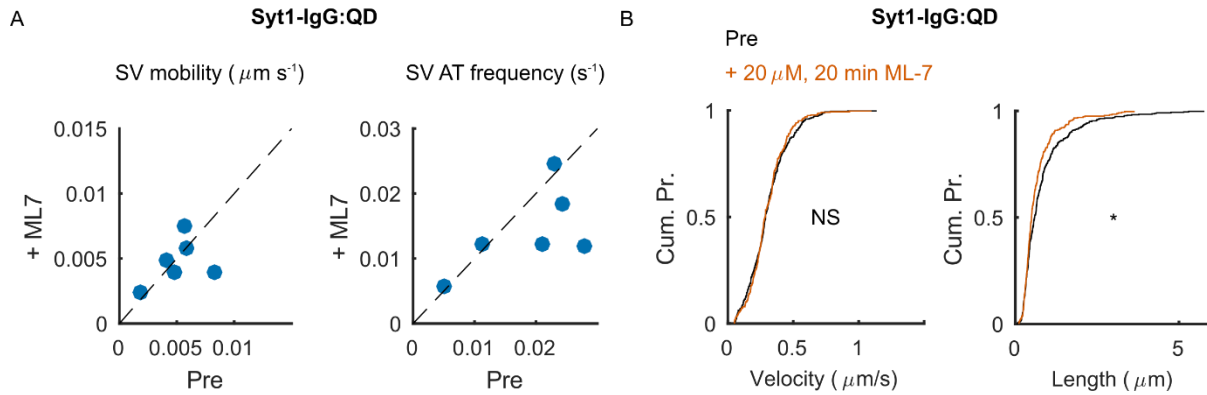 A
Syt1-IgG:QD
SV mobility ( μm s⁻¹)
0.015
0.01
0.005
0
+ ML7
0
0.005
0.01
Pre
SV AT frequency (s⁻¹)
0.03
0.02
0.01
0
+ ML7
0
0.01
0.02
Pre
B
Syt1-IgG:QD
Pre
+ 20 μM, 20 min ML-7
1
0.5
0
Cum. Pr.
NS
0
0.5
1
Velocity ( μm/s)
1
0.5
0
Cum. Pr.
*
0
5
Length ( μm)